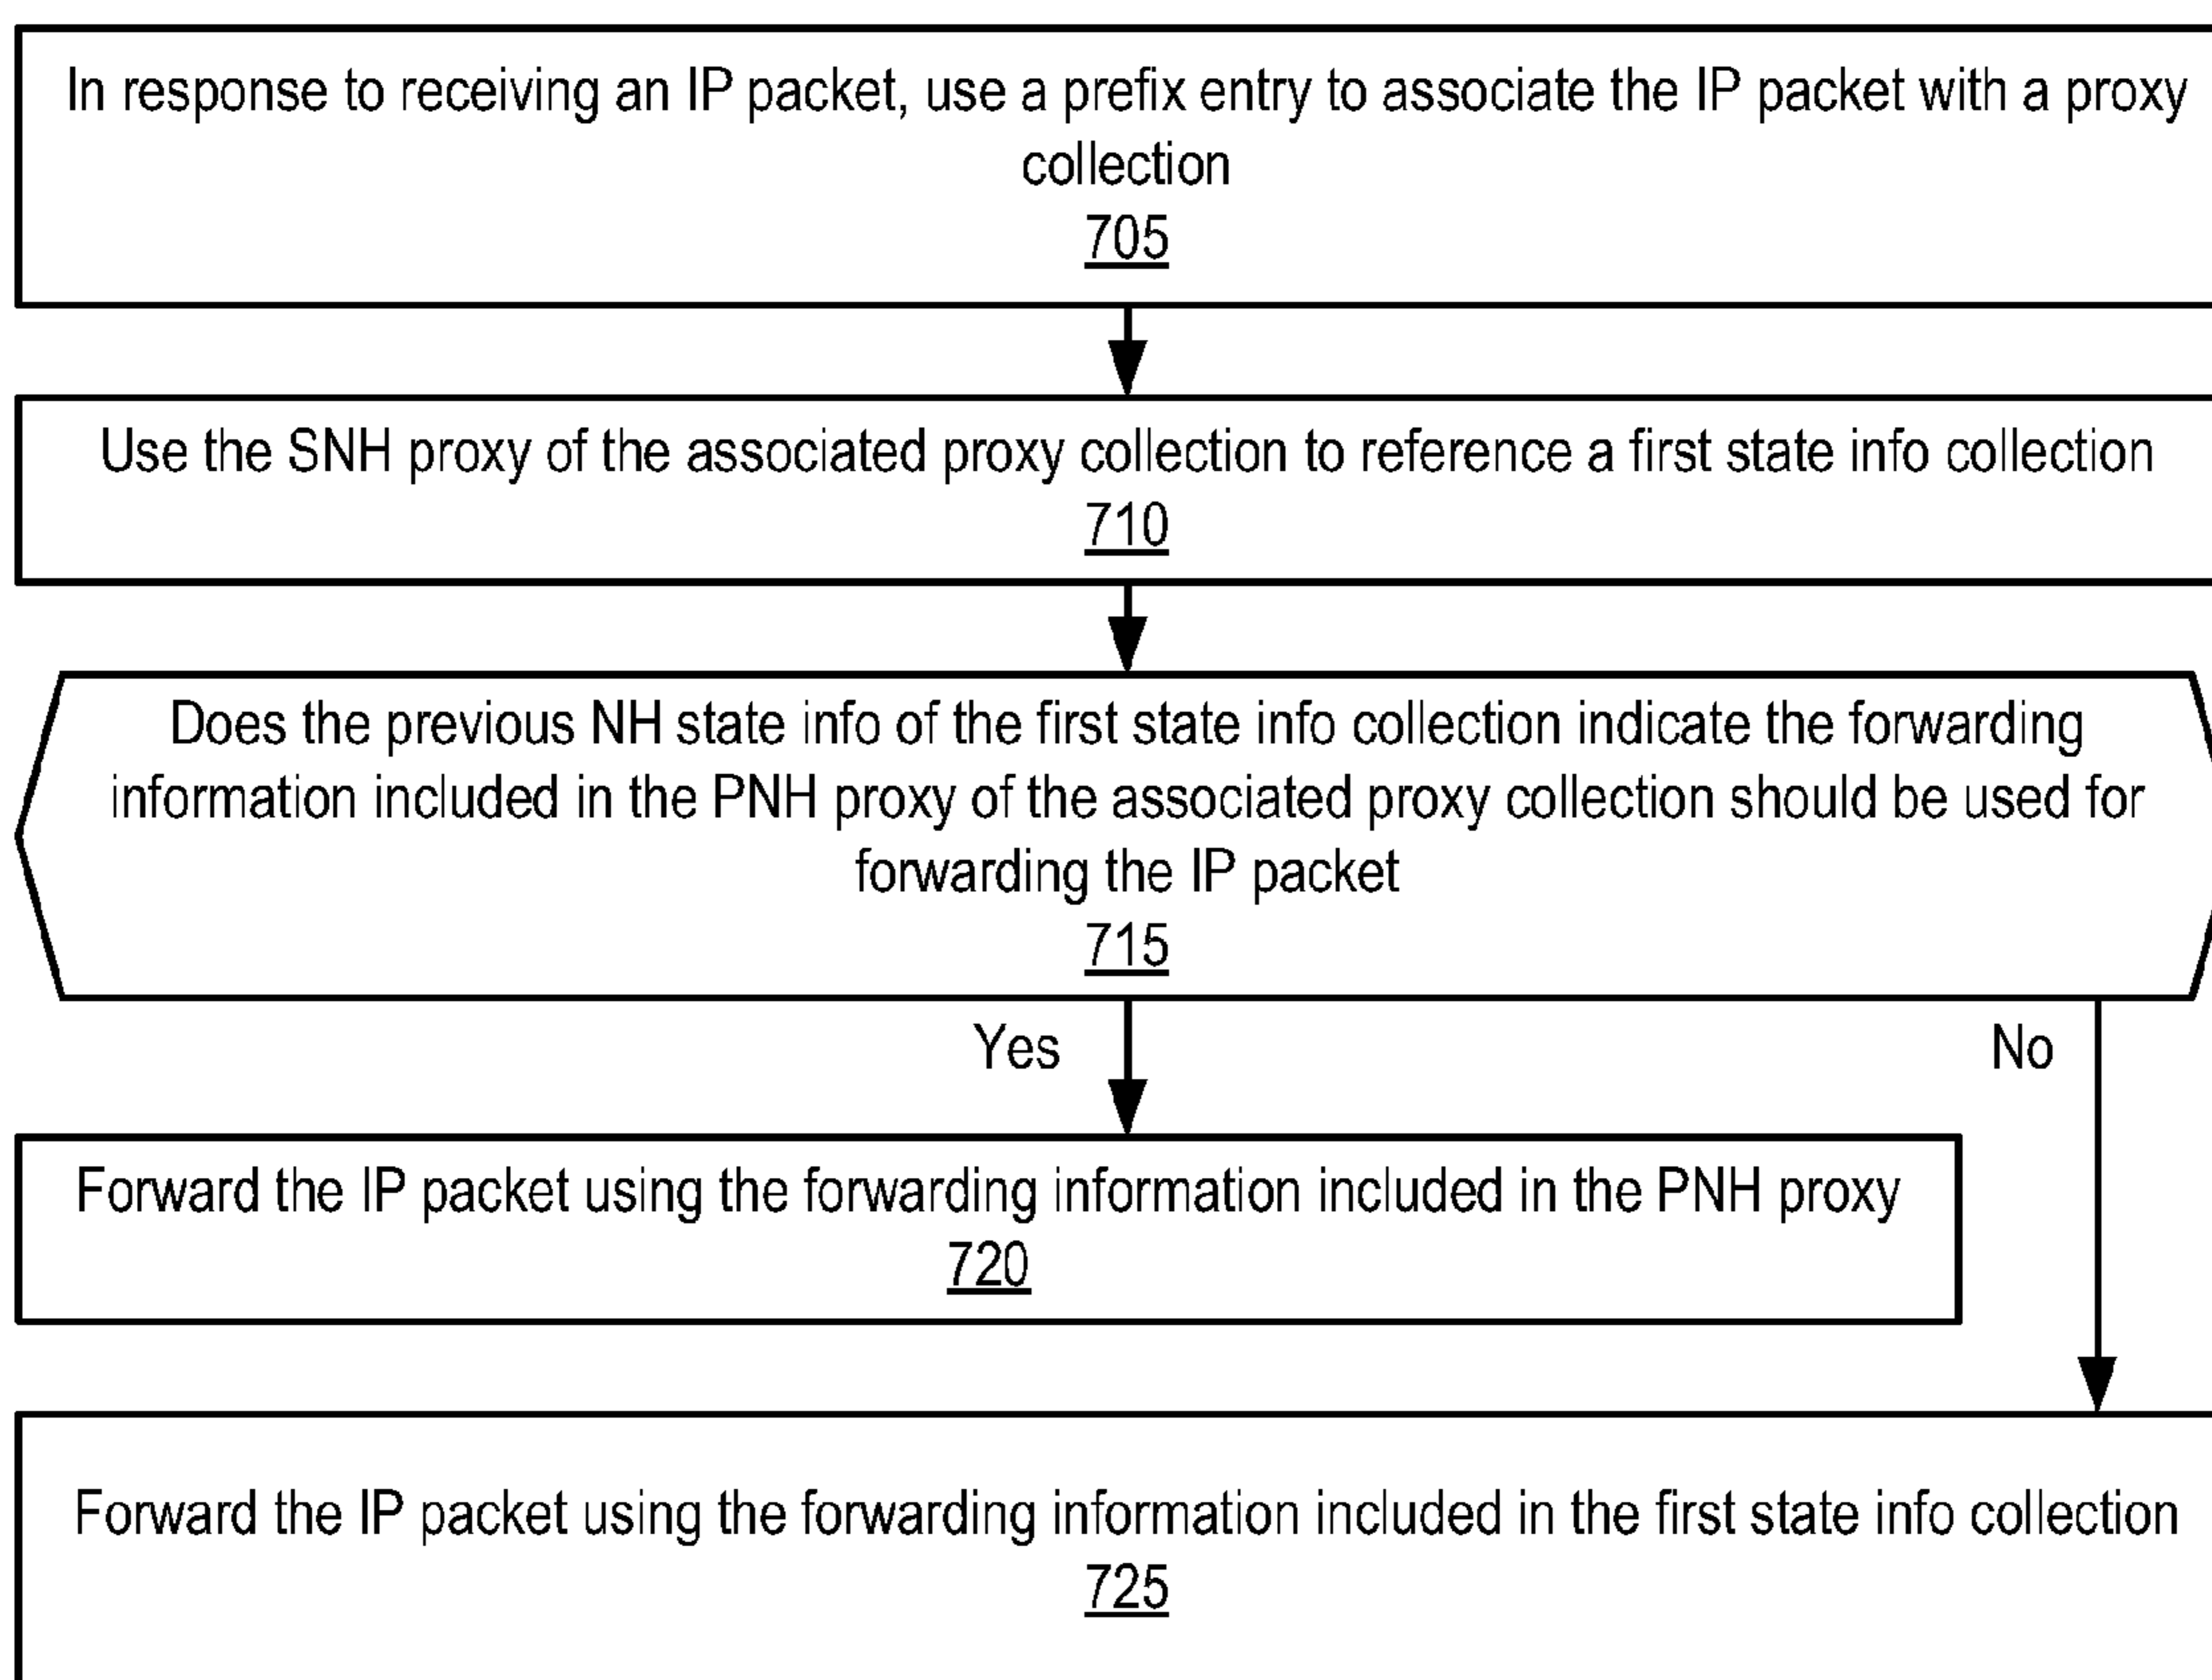 In response to receiving an IP packet, use a prefix entry to associate the IP packet with a proxy
collection
705
Use the SNH proxy of the associated proxy collection to reference a first state info collection
710
Does the previous NH state info of the first state info collection indicate the forwarding
information included in the PNH proxy of the associated proxy collection should be used for
forwarding the IP packet
715
Yes
No
Forward the IP packet using the forwarding information included in the PNH proxy
720
Forward the IP packet using the forwarding information included in the first state info collection
725